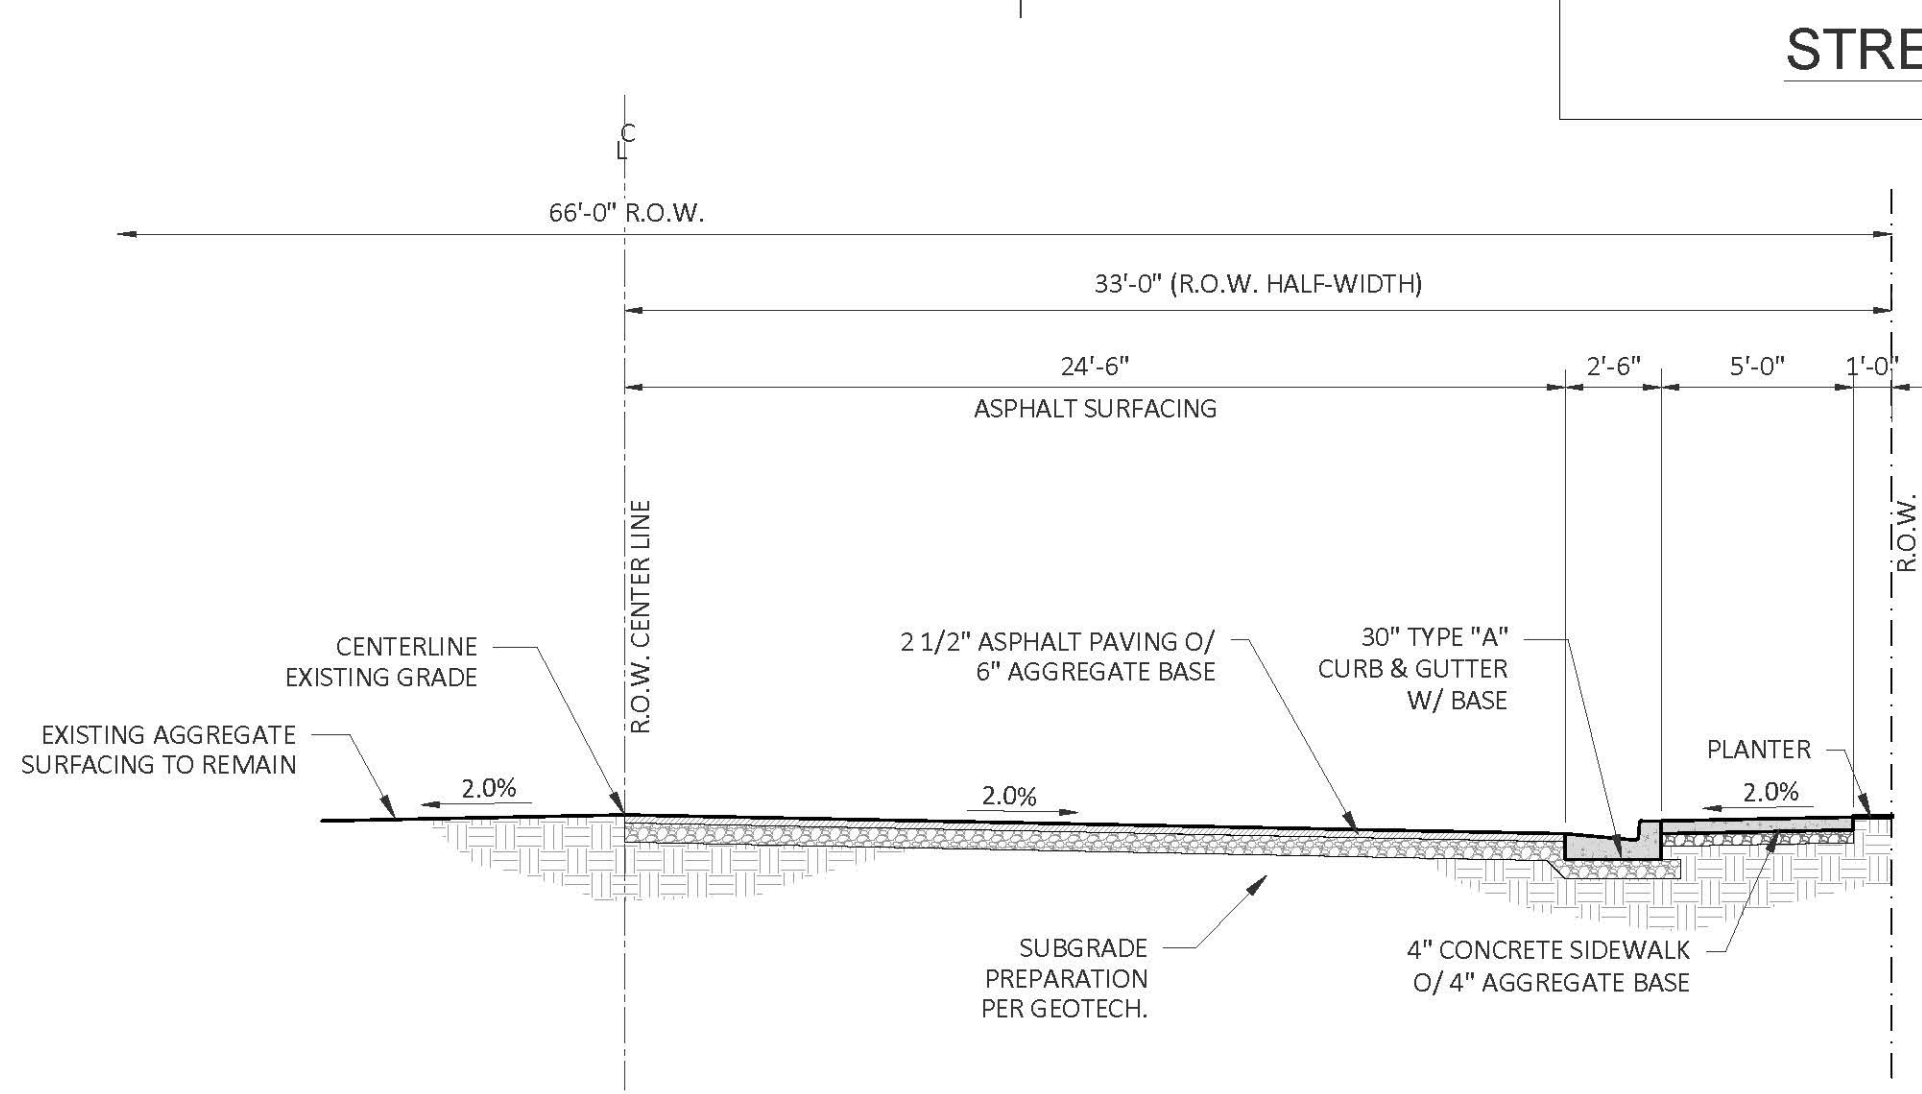 STRE
CL
66'-0" R.O.W.
33'-0" (R.O.W. HALF-WIDTH)
24'-6"
2'-6"
5'-0"
1'-0"
ASPHALT SURFACING
R.O.W. CENTER LINE
R.O.W.
CENTERLINE
EXISTING GRADE
2 1/2" ASPHALT PAVING O/
6" AGGREGATE BASE
30" TYPE "A"
CURB & GUTTER
W/ BASE
EXISTING AGGREGATE
SURFACING TO REMAIN
PLANTER
2.0%
2.0%
2.0%
SUBGRADE
PREPARATION
PER GEOTECH.
4" CONCRETE SIDEWALK
O/ 4" AGGREGATE BASE